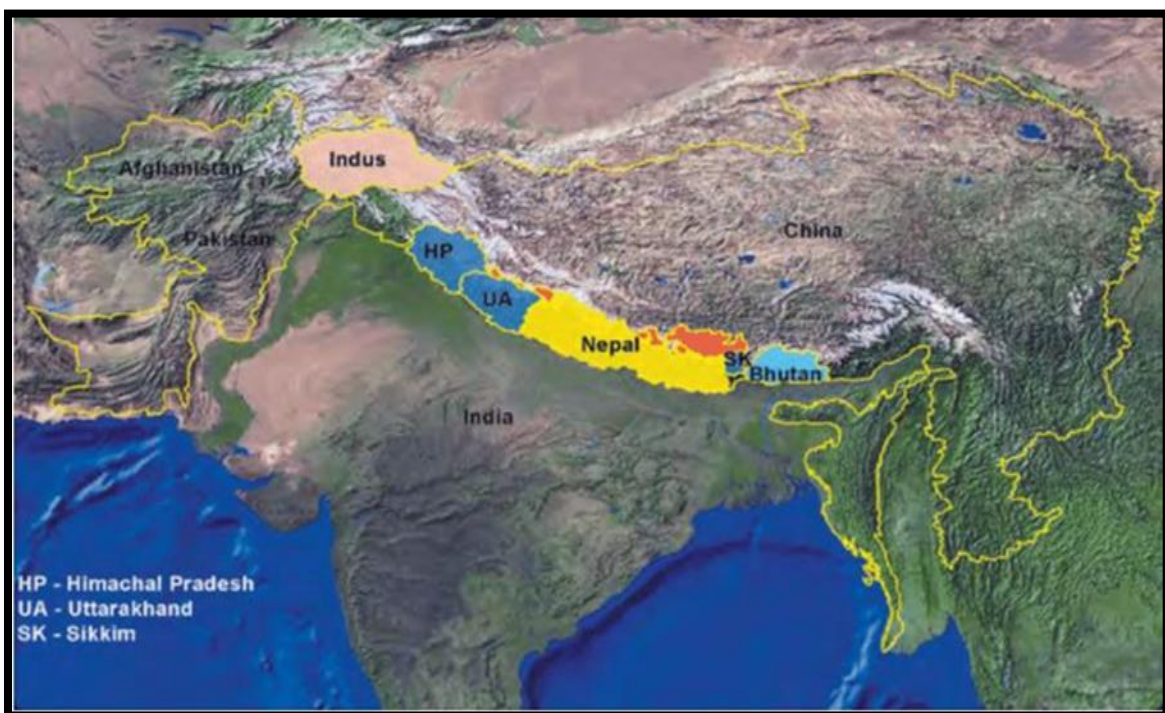 Indus
Afghanistan
Pakistan
China
HP
UA
Nepal
SK
Bhutan
India
HP - Himachal Pradesh
UA - Uttarakhand
SK - Sikkim